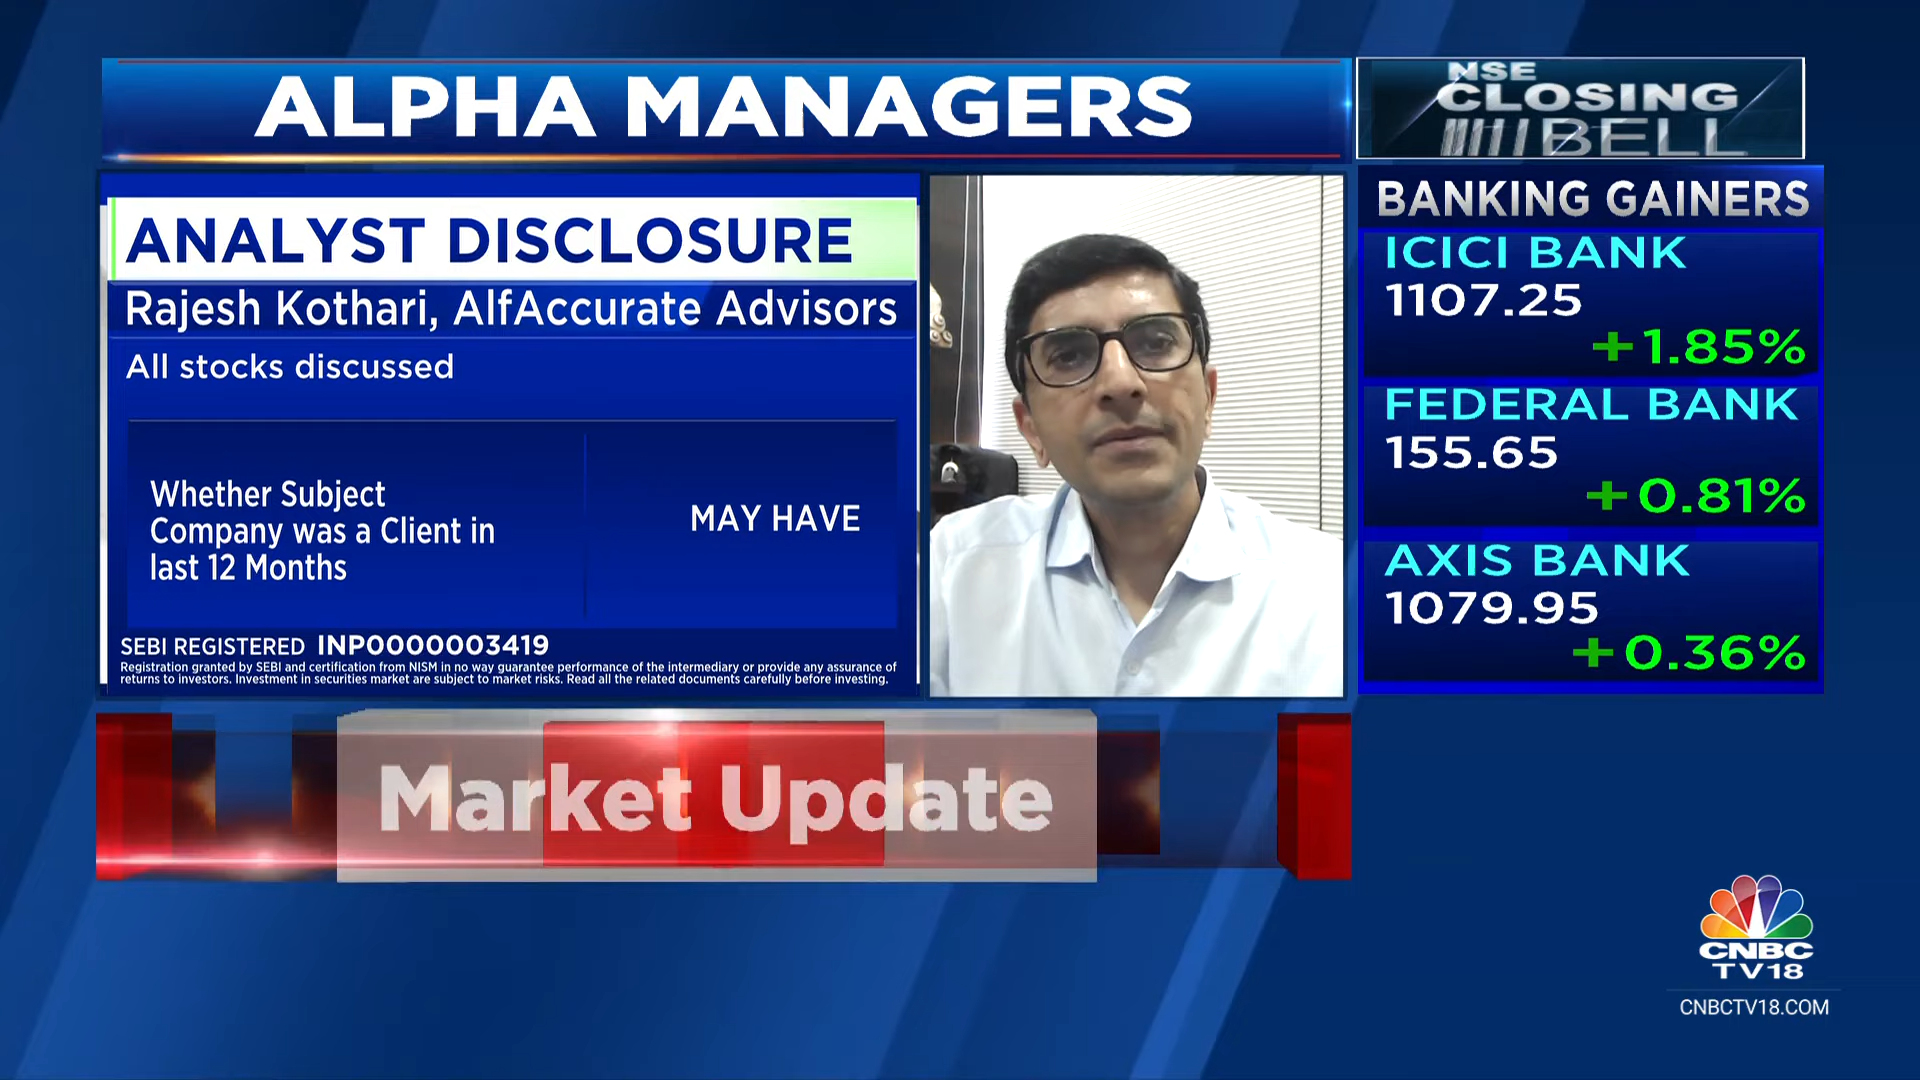 ALPHA MANAGERS
NSE
CLOSING
BELL
ANALYST DISCLOSURE
Rajesh Kothari, AlfAccurate Advisors
All stocks discussed
Whether Subject
Company was a Client in
last 12 Months
MAY HAVE
SEBI REGISTERED INP0000003419
Registration granted by SEBI and certification from NISM in no way guarantee performance of the intermediary or provide any assurance of
returns to investors. Investment in securities market are subject to market risks. Read all the related documents carefully before investing.
BANKING GAINERS
ICICI BANK
1107.25
+1.85%
FEDERAL BANK
155.65
+0.81%
AXIS BANK
1079.95
+0.36%
Market Update
CNBC
TV18
CNBCTV18.COM